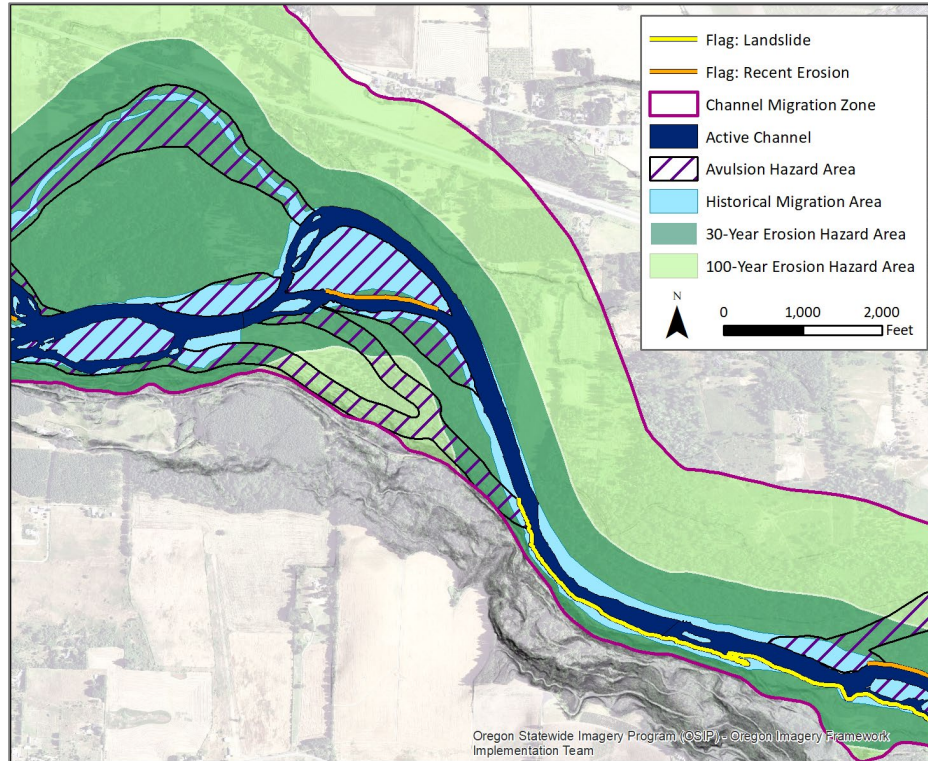 Flag: Landslide
Flag: Recent Erosion
Channel Migration Zone
Active Channel
Avulsion Hazard Area
Historical Migration Area
30-Year Erosion Hazard Area
100-Year Erosion Hazard Area
N
0 1,000 2,000
Feet
Oregon Statewide Imagery Program (OSIP) - Oregon Imagery Framework
Implementation Team